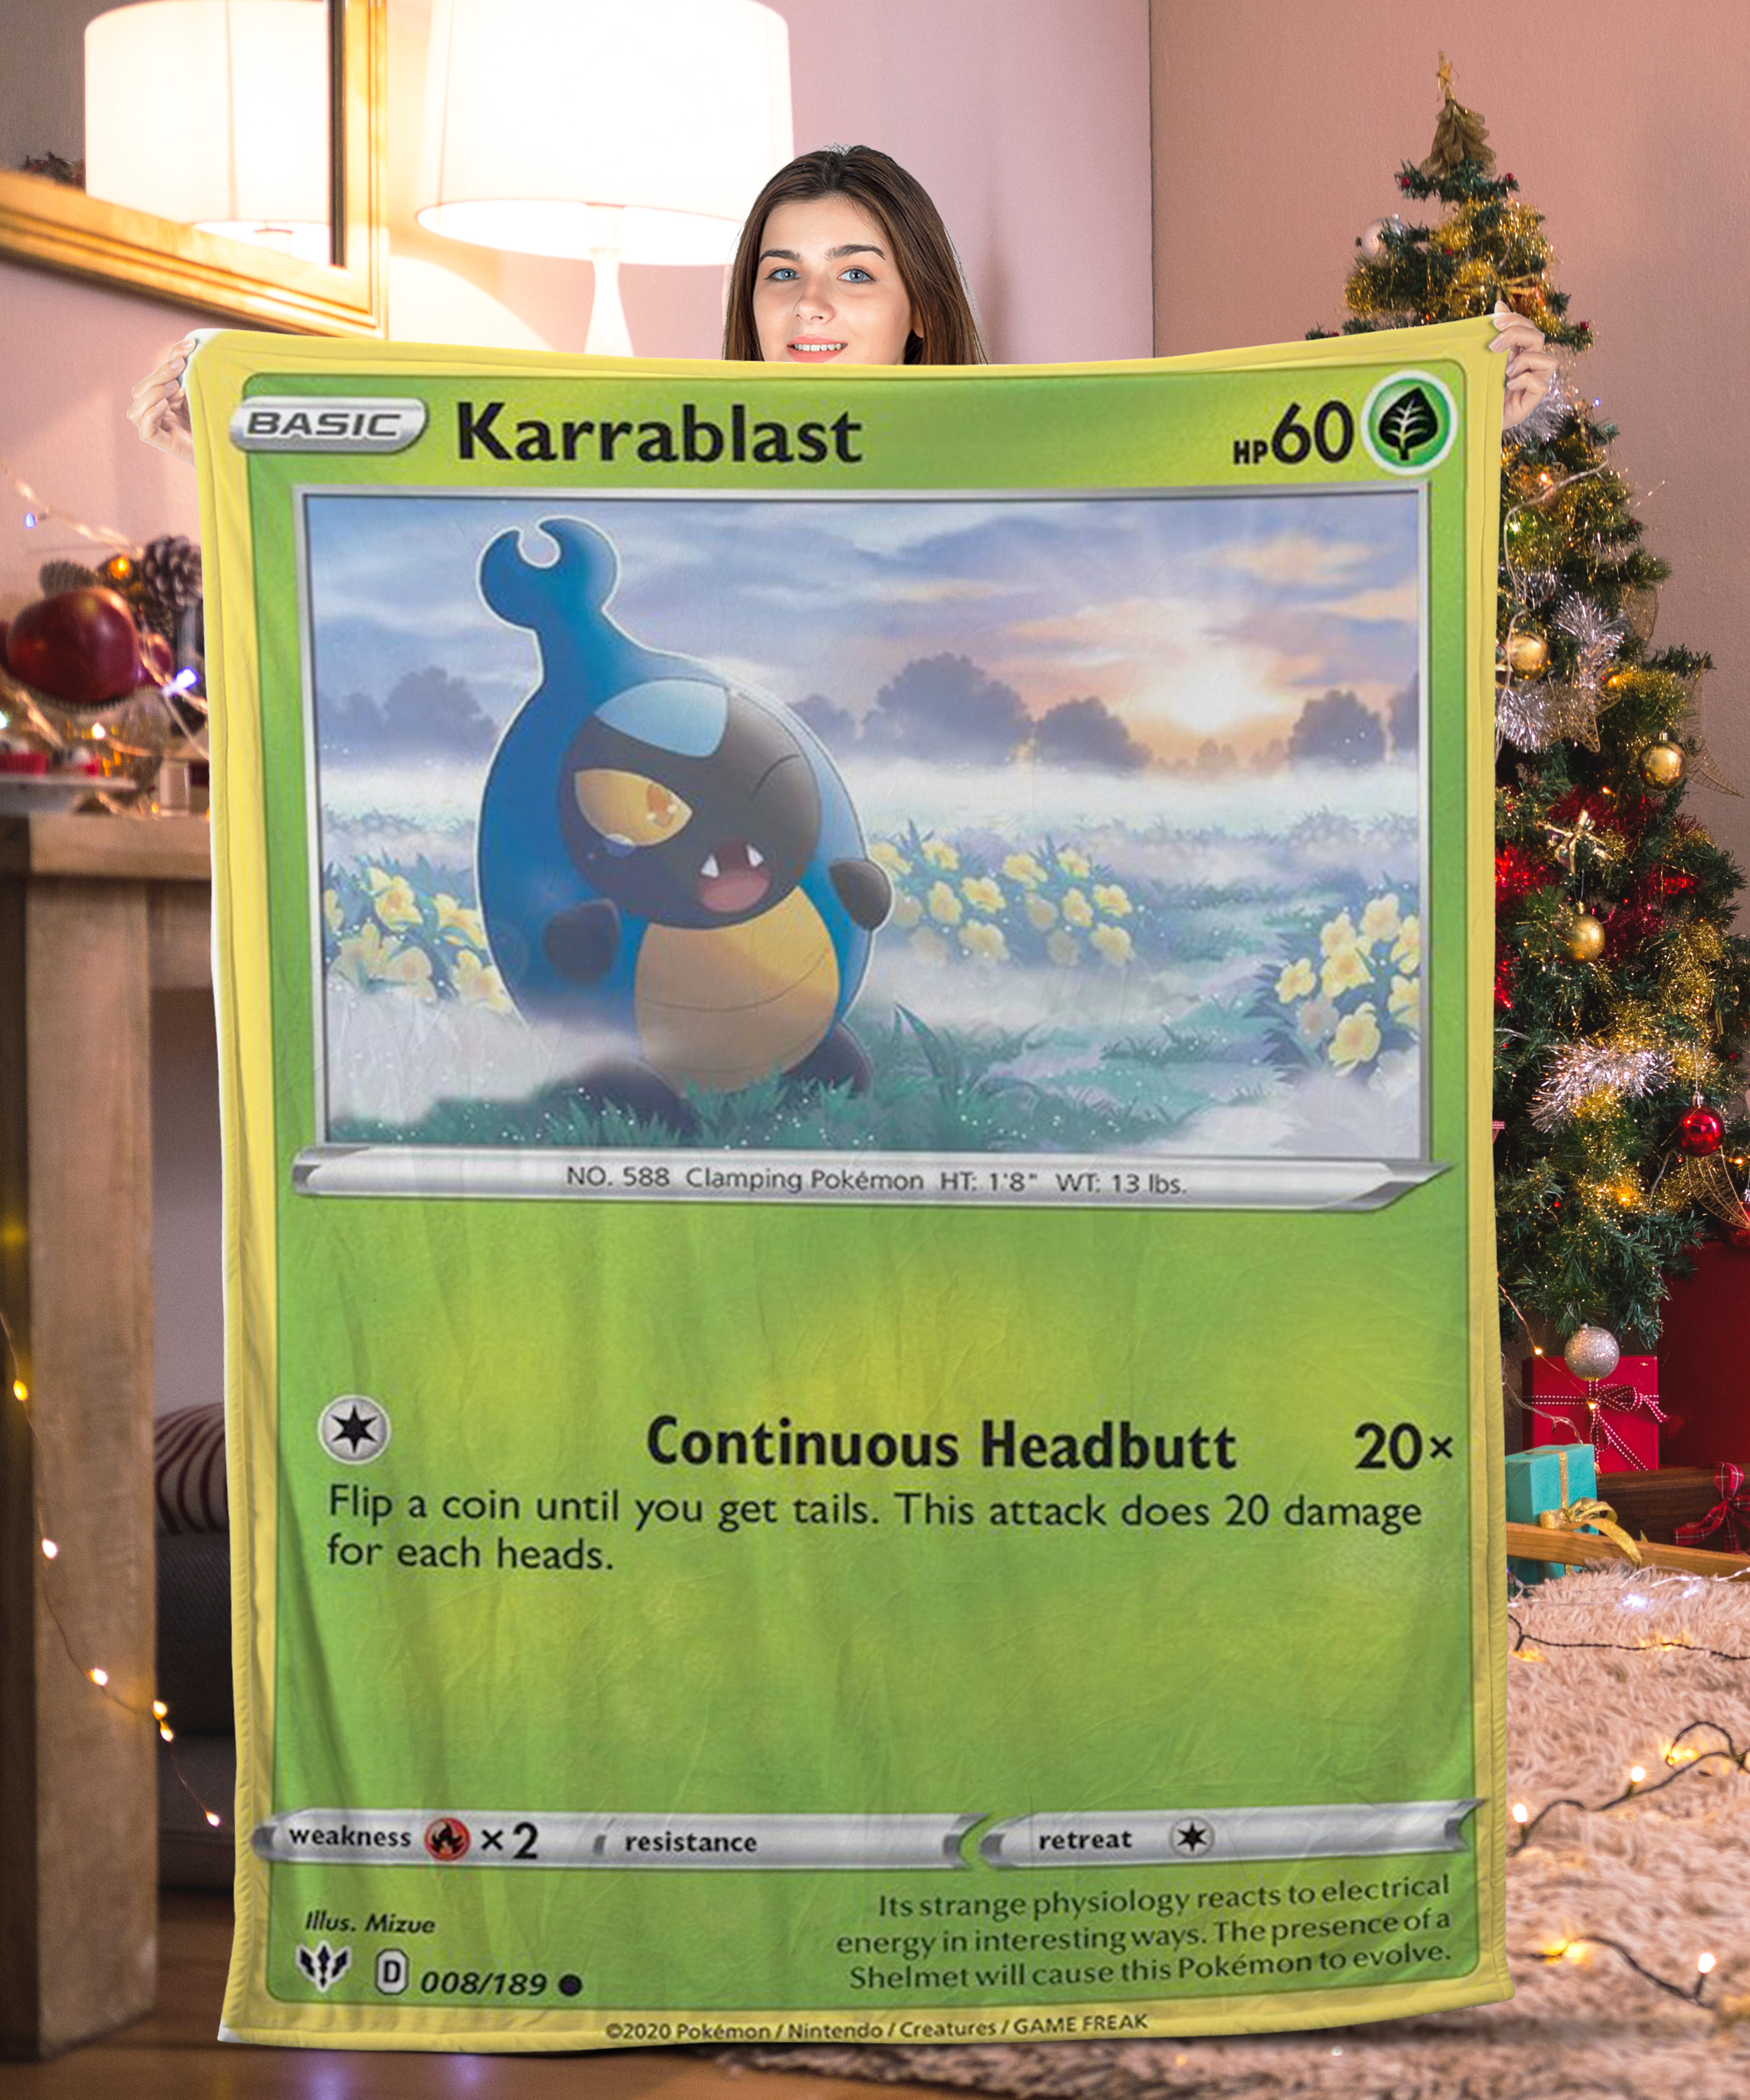 BASIC Karrablast HP60
NO. 588 Clamping Pokémon HT: 1'8" WT: 13 lbs.
Continuous Headbutt 20×
Flip a coin until you get tails. This attack does 20 damage
for each heads.
weakness ×2 resistance retreat
Illus. Mizue
D 008/189
Its strange physiology reacts to electrical
energy in interesting ways. The presence of a
Shelmet will cause this Pokémon to evolve.
©2020 Pokémon / Nintendo / Creatures / GAME FREAK